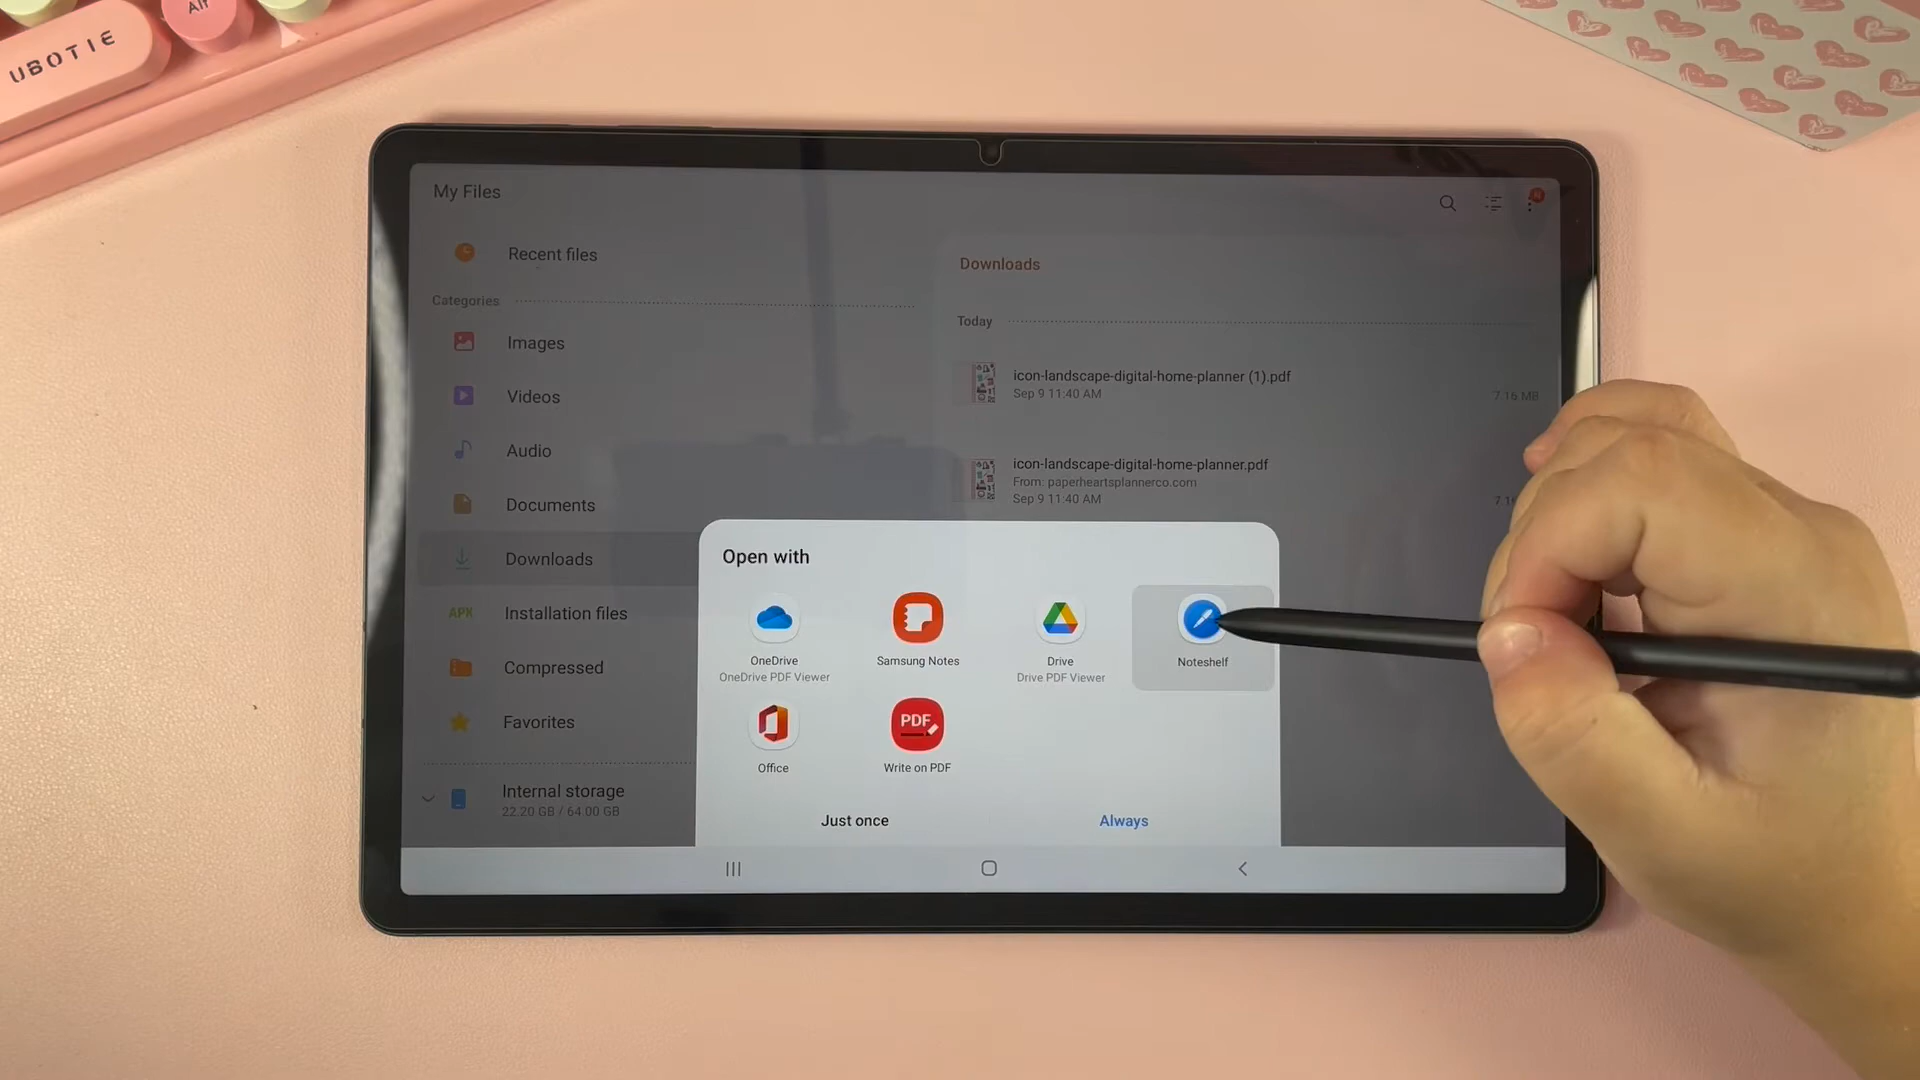 UBOTIE
Alt
My Files
Recent files
Categories
Images
Videos
Audio
Documents
Downloads
APK
Installation files
Compressed
Favorites
Internal storage
22.20 GB / 64.00 GB
Downloads
Today
icon-landscape-digital-home-planner (1).pdf
Sep 9 11:40 AM
7.16 MB
icon-landscape-digital-home-planner.pdf
From: paperheartsplannerco.com
Sep 9 11:40 AM
Open with
OneDrive
OneDrive PDF Viewer
Samsung Notes
Drive
Drive PDF Viewer
Noteshelf
Office
PDF
Write on PDF
Just once
Always